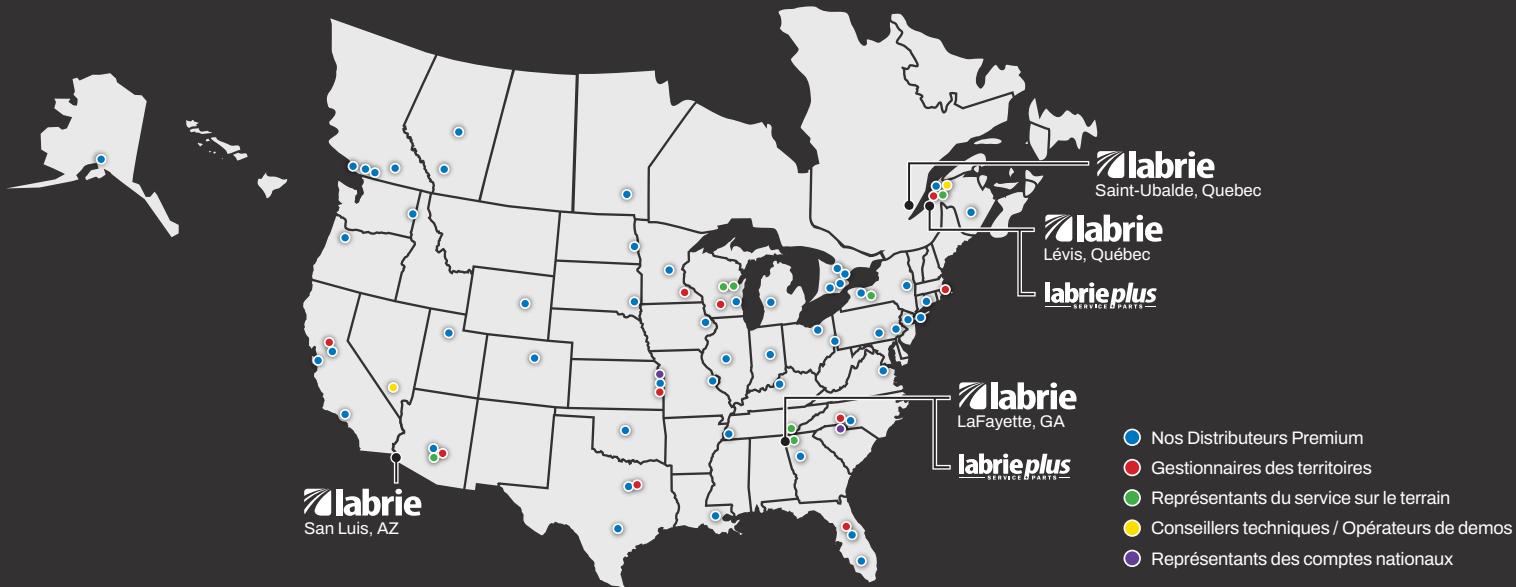 labrie
Saint-Ubalde, Quebec
labrie
Lévis, Québec
labrieplus
SERVICE & PARTS
labrie
LaFayette, GA
labrieplus
SERVICE & PARTS
labrie
San Luis, AZ
Nos Distributeurs Premium
Gestionnaires des territoires
Représentants du service sur le terrain
Conseillers techniques / Opérateurs de demos
Représentants des comptes nationaux